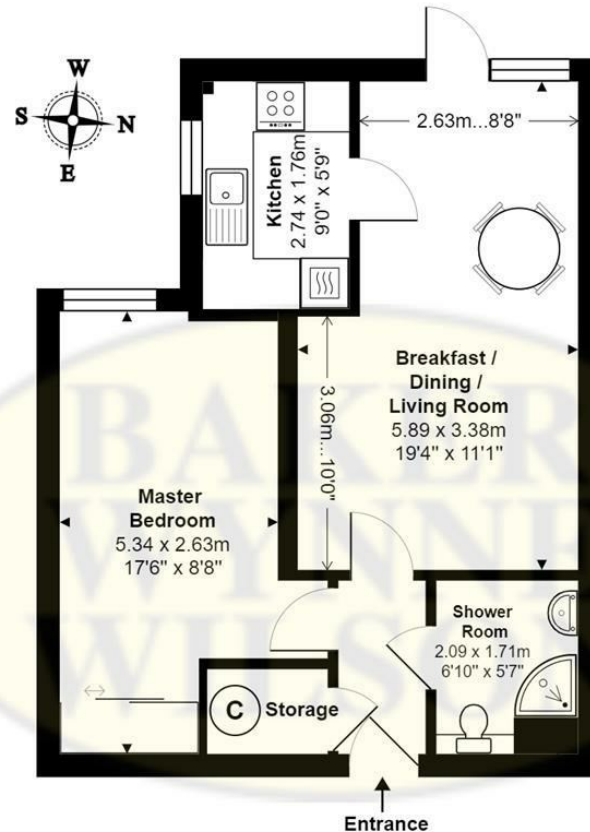 W
S
N
E
2.63m...8'8"
Kitchen
2.74 x 1.76m
9'0" x 5'9"
Breakfast /
Dining /
Living Room
5.89 x 3.38m
19'4" x 11'1"
3.06m... 10'0"
Master
Bedroom
5.34 x 2.63m
17'6" x 8'8"
Shower
Room
2.09 x 1.71m
6'10" x 5'7"
C
Storage
Entrance
BAKER
WYNNE
WILSON